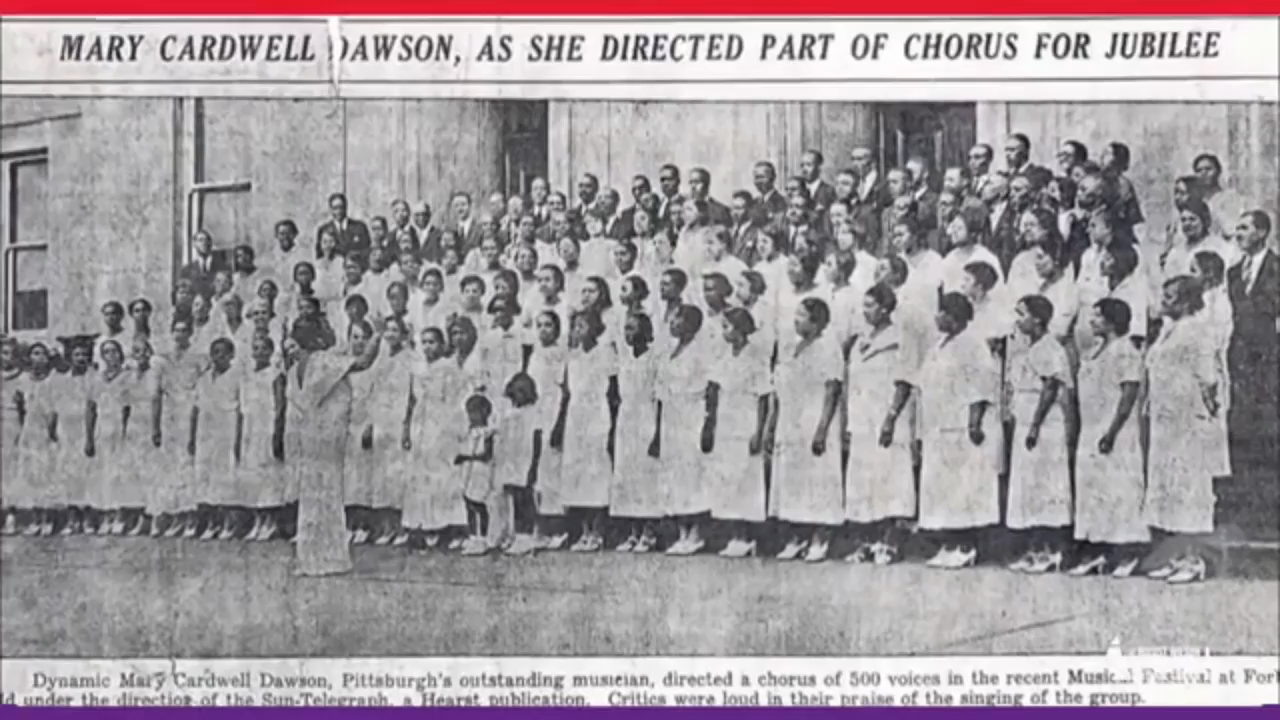 MARY CARDWELL DAWSON, AS SHE DIRECTED PART OF CHORUS FOR JUBILEE
Dynamic Mary Cardwell Dawson, Pittsburgh's outstanding musician, directed a chorus of 500 voices in the recent Festival at
under the direction of the Sun-Telegraph, a Hearst publication. Critics were loud in their praise of the singing of the group.